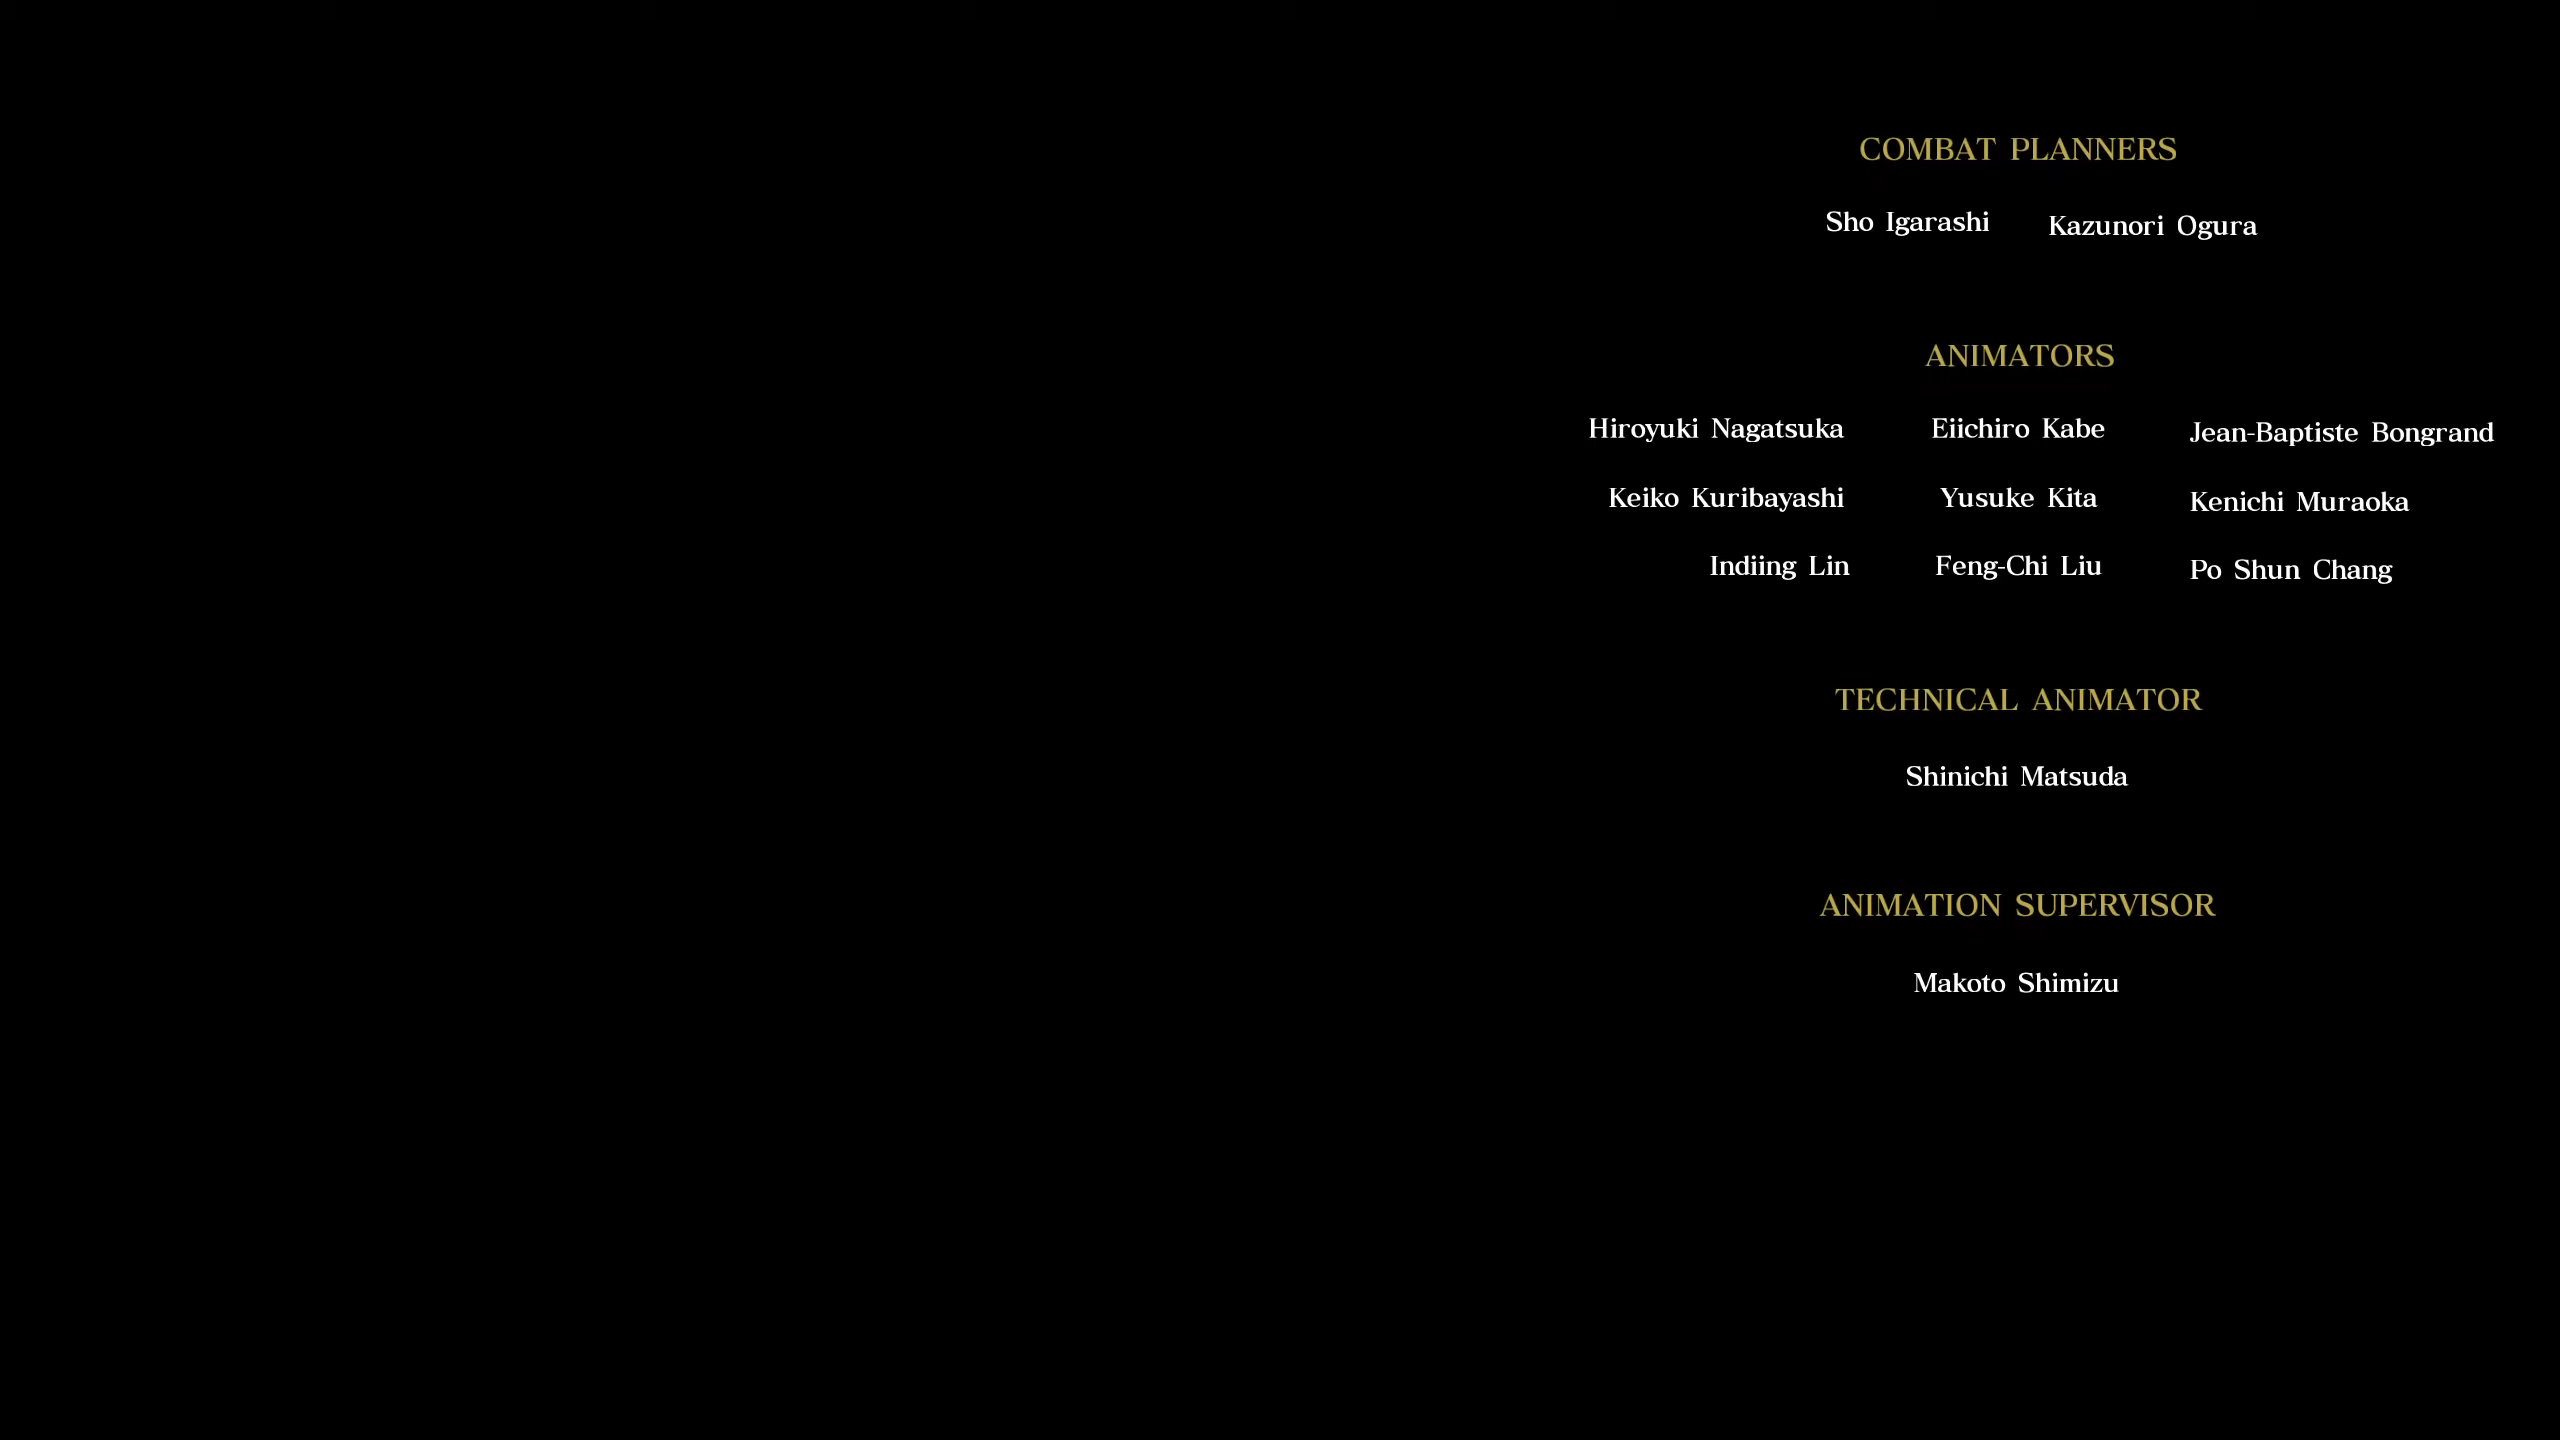 COMBAT PLANNERS
Sho Igarashi Kazunori Ogura
ANIMATORS
Hiroyuki Nagatsuka Eiichiro Kabe Jean-Baptiste Bongrand
Keiko Kuribayashi Yusuke Kita Kenichi Muraoka
Indiing Lin Feng-Chi Liu Po Shun Chang
TECHNICAL ANIMATOR
Shinichi Matsuda
ANIMATION SUPERVISOR
Makoto Shimizu